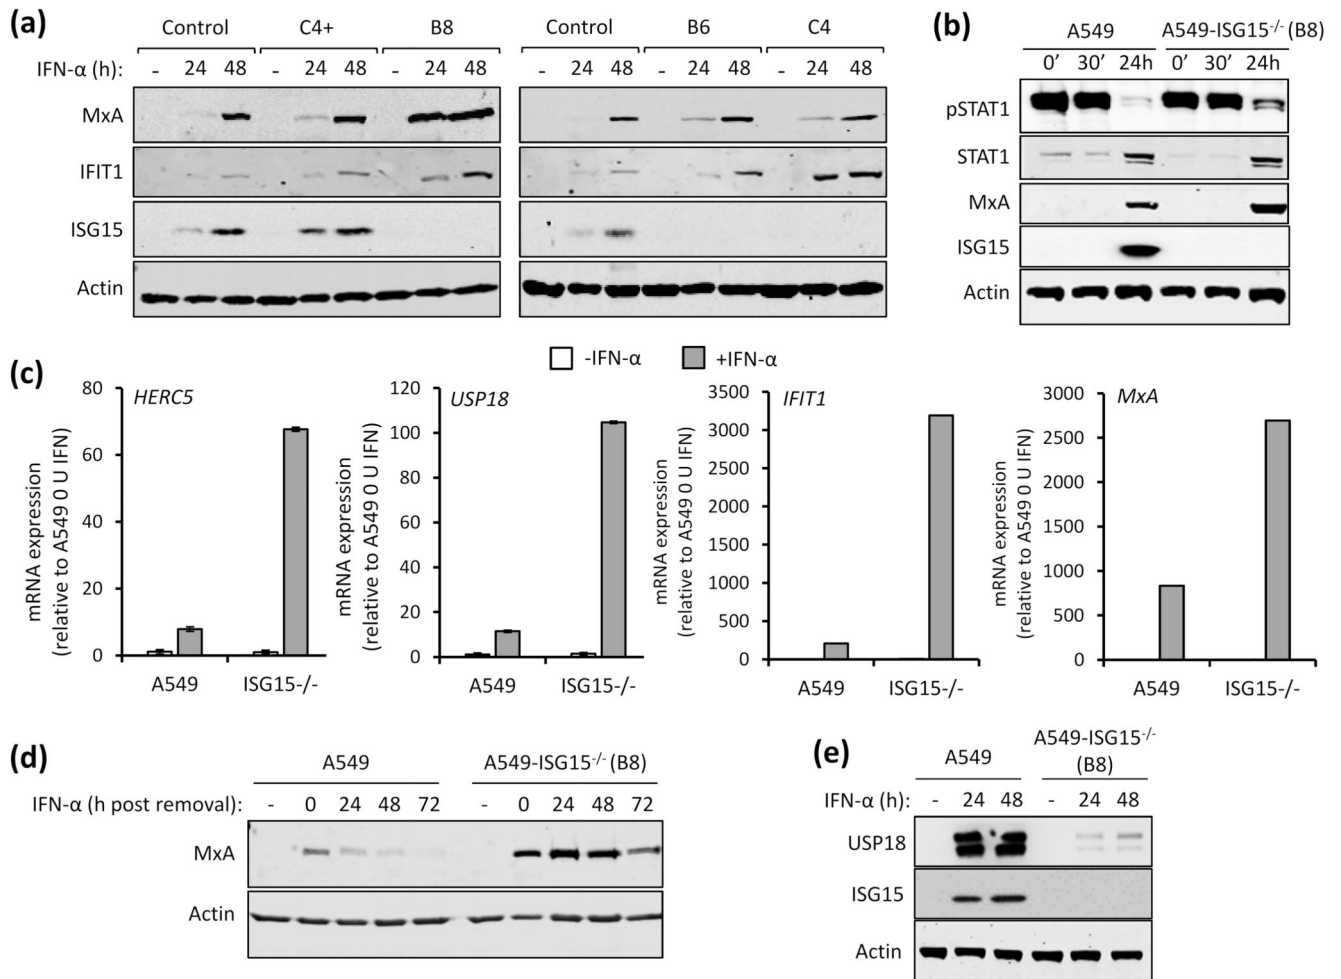 (a)
Control C4+ B8 Control B6 C4
IFN-α (h): - 24 48 - 24 48 - 24 48 - 24 48 - 24 48 - 24 48
MxA
IFIT1
ISG15
Actin
(b)
A549 A549-ISG15-/- (B8)
0’ 30’ 24h 0’ 30’ 24h
pSTAT1
STAT1
MxA
ISG15
Actin
-IFN-α +IFN-α
(c)
HERC5
mRNA expression
(relative to A549 0 U IFN)
80
60
40
20
0
A549 ISG15-/-
USP18
mRNA expression
(relative to A549 0 U IFN)
120
100
80
60
40
20
0
A549 ISG15-/-
IFIT1
mRNA expression
(relative to A549 0 U IFN)
3500
3000
2500
2000
1500
1000
500
0
A549 ISG15-/-
MxA
mRNA expression
(relative to A549 0 U IFN)
3000
2500
2000
1500
1000
500
0
A549 ISG15-/-
(d)
A549 A549-ISG15-/- (B8)
IFN-α (h post removal): - 0 24 48 72 - 0 24 48 72
MxA
Actin
(e)
A549 A549-ISG15-/-
(B8)
IFN-α (h): - 24 48 - 24 48
USP18
ISG15
Actin